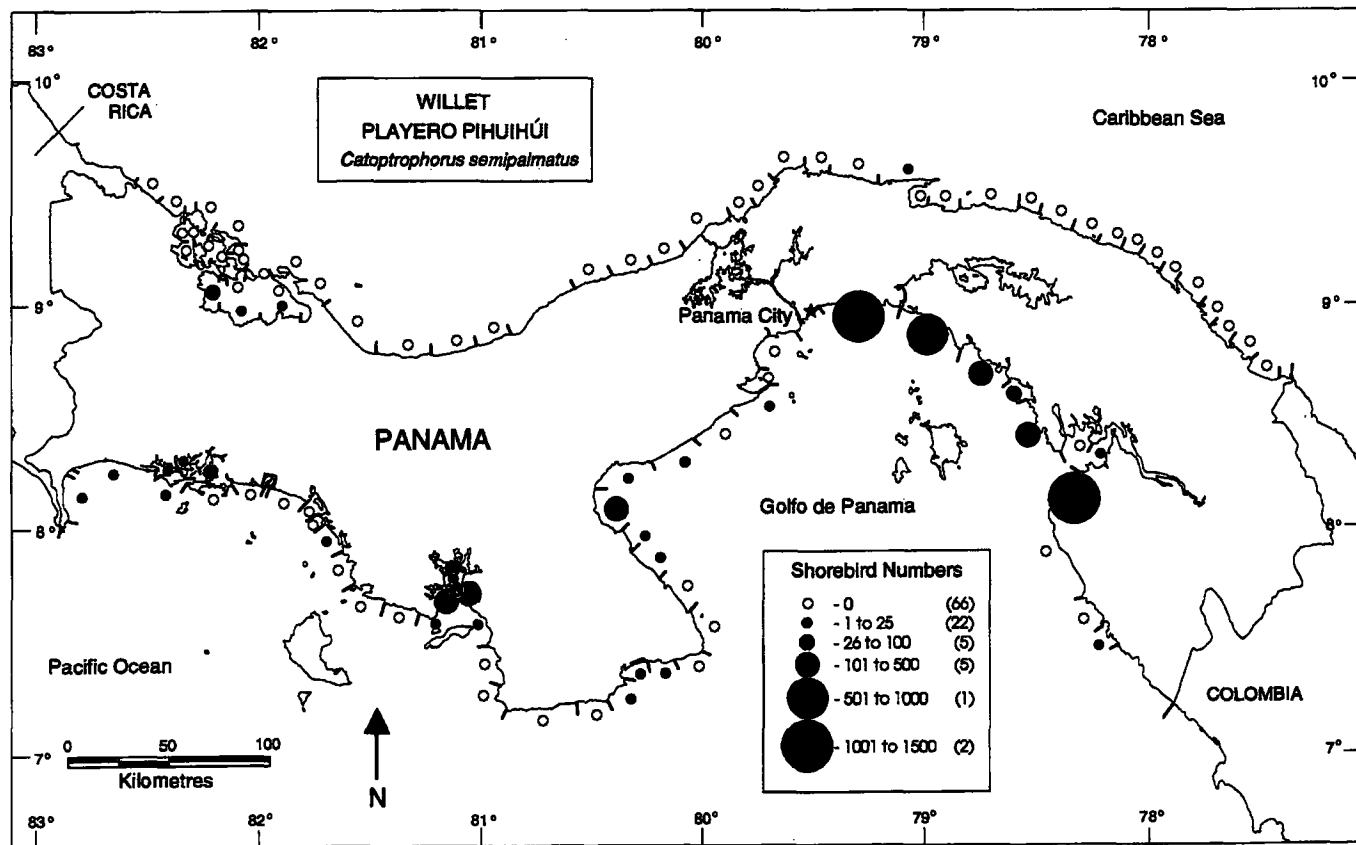 83°
82°
81°
80°
79°
78°
10°
10°
COSTA
RICA
WILLET
PLAYERO PIHUIHÚI
Catoptrophorus semipalmatus
Caribbean Sea
9°
9°
Panama City
PANAMA
Golfo de Panama
8°
8°
Shorebird Numbers
- 0 (66)
- 1 to 25 (22)
- 26 to 100 (5)
- 101 to 500 (5)
- 501 to 1000 (1)
- 1001 to 1500 (2)
Pacific Ocean
COLOMBIA
0 50 100
Kilometres
N
7°
7°
83°
82°
81°
80°
79°
78°